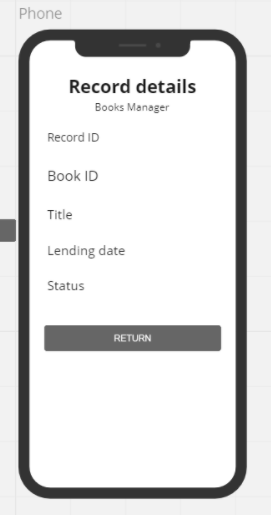 Phone
Record details
Books Manager
Record ID
Book ID
Title
Lending date
Status
RETURN